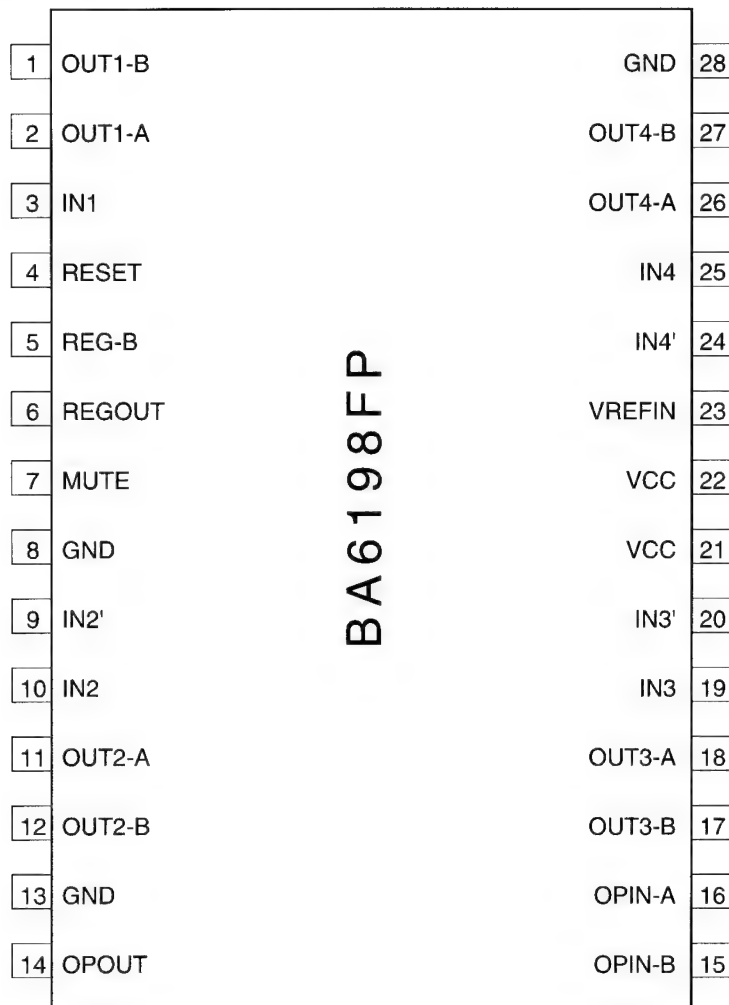 1 OUT1-B
2 OUT1-A
3 IN1
4 RESET
5 REG-B
6 REGOUT
7 MUTE
8 GND
9 IN2'
10 IN2
11 OUT2-A
12 OUT2-B
13 GND
14 OPOUT
BA6198FP
GND 28
OUT4-B 27
OUT4-A 26
IN4 25
IN4' 24
VREFIN 23
VCC 22
VCC 21
IN3' 20
IN3 19
OUT3-A 18
OUT3-B 17
OPIN-A 16
OPIN-B 15